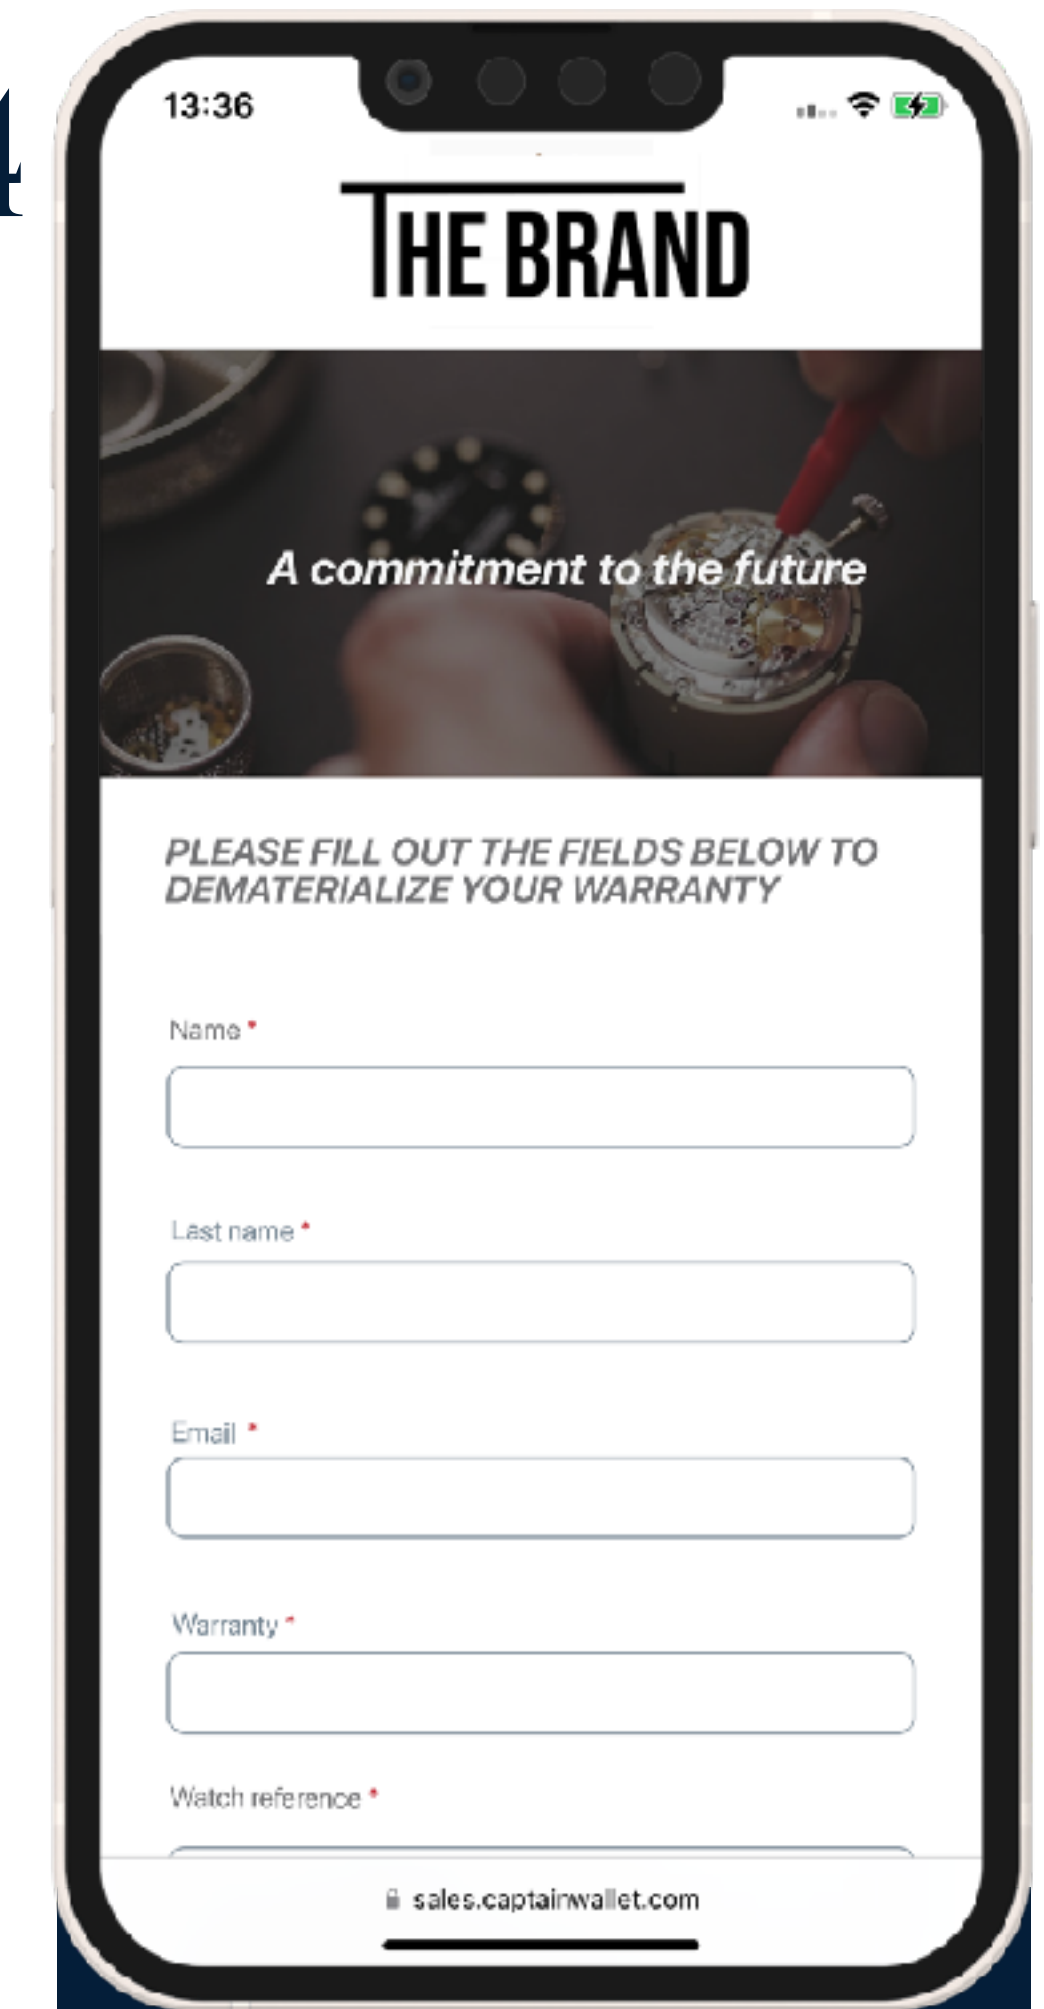 4
13:36
THE BRAND
A commitment to the future
PLEASE FILL OUT THE FIELDS BELOW TO
DEMATERIALIZE YOUR WARRANTY
Name *
Last name *
Email *
Warranty *
Watch reference *
sales.captainwallet.com